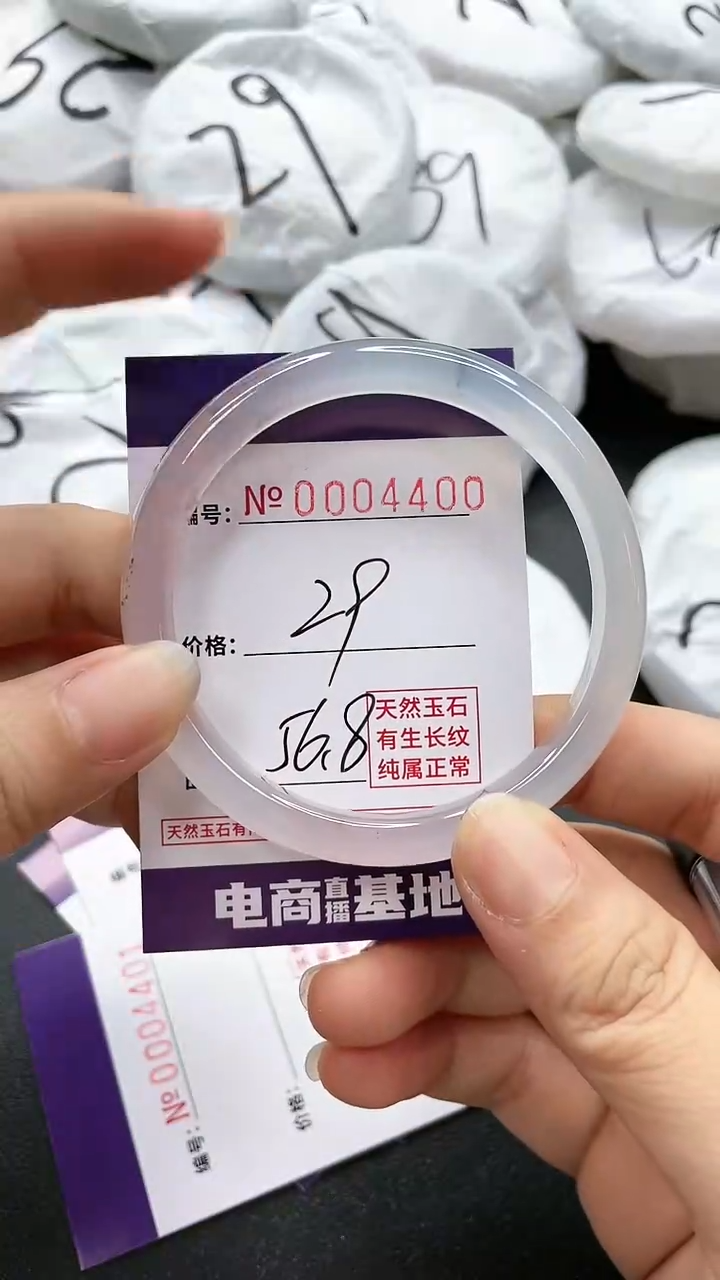 29
59
编号：
№0004400
价格：
29
56.8
天然玉石
有生长纹
纯属正常
天然玉石有
电商直播基地
№0004401
编号：
价格：